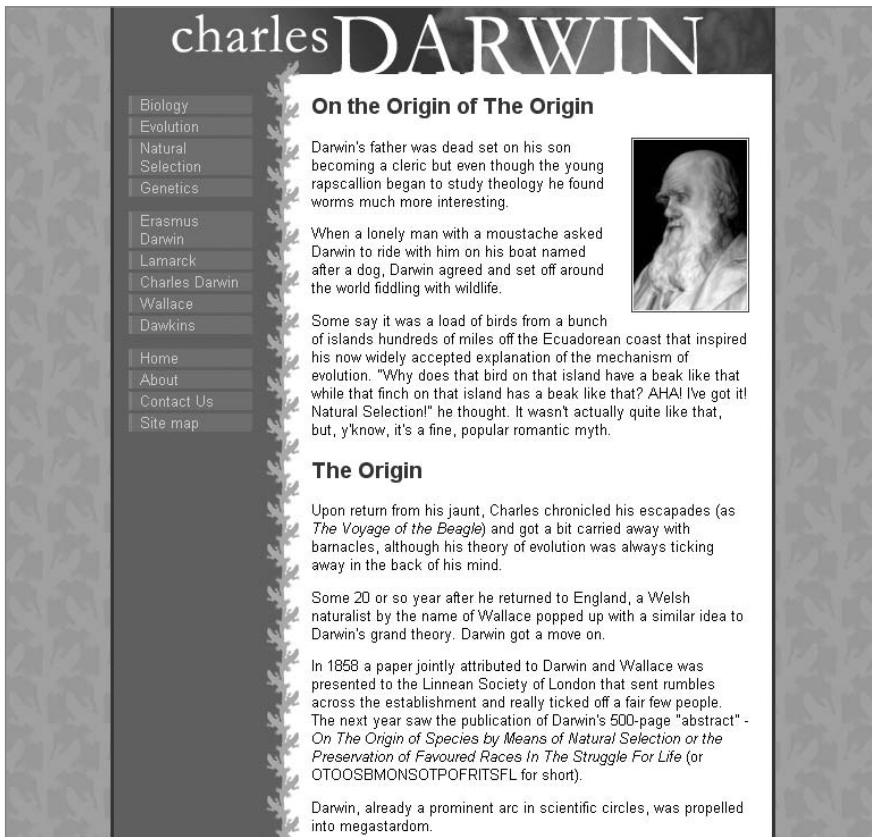 charles DARWIN
Biology
Evolution
Natural
Selection
Genetics
Erasmus
Darwin
Lamarck
Charles Darwin
Wallace
Dawkins
Home
About
Contact Us
Site map
On the Origin of The Origin
Darwin's father was dead set on his son
becoming a cleric but even though the young
rapscallion began to study theology he found
worms much more interesting.
When a lonely man with a moustache asked
Darwin to ride with him on his boat named
after a dog, Darwin agreed and set off around
the world fiddling with wildlife.
Some say it was a load of birds from a bunch
of islands hundreds of miles off the Ecuadorean coast that inspired
his now widely accepted explanation of the mechanism of
evolution. "Why does that bird on that island have a beak like that
while that finch on that island has a beak like that? AHA! I've got it!
Natural Selection!" he thought. It wasn't actually quite like that,
but, y'know, it's a fine, popular romantic myth.
The Origin
Upon return from his jaunt, Charles chronicled his escapades (as
The Voyage of the Beagle) and got a bit carried away with
barnacles, although his theory of evolution was always ticking
away in the back of his mind.
Some 20 or so year after he returned to England, a Welsh
naturalist by the name of Wallace popped up with a similar idea to
Darwin's grand theory. Darwin got a move on.
In 1858 a paper jointly attributed to Darwin and Wallace was
presented to the Linnean Society of London that sent rumbles
across the establishment and really ticked off a fair few people.
The next year saw the publication of Darwin's 500-page "abstract" -
On The Origin of Species by Means of Natural Selection or the
Preservation of Favoured Races In The Struggle For Life (or
OTOOSBMONSOTPOFRITSFL for short).
Darwin, already a prominent arc in scientific circles, was propelled
into megastardom.